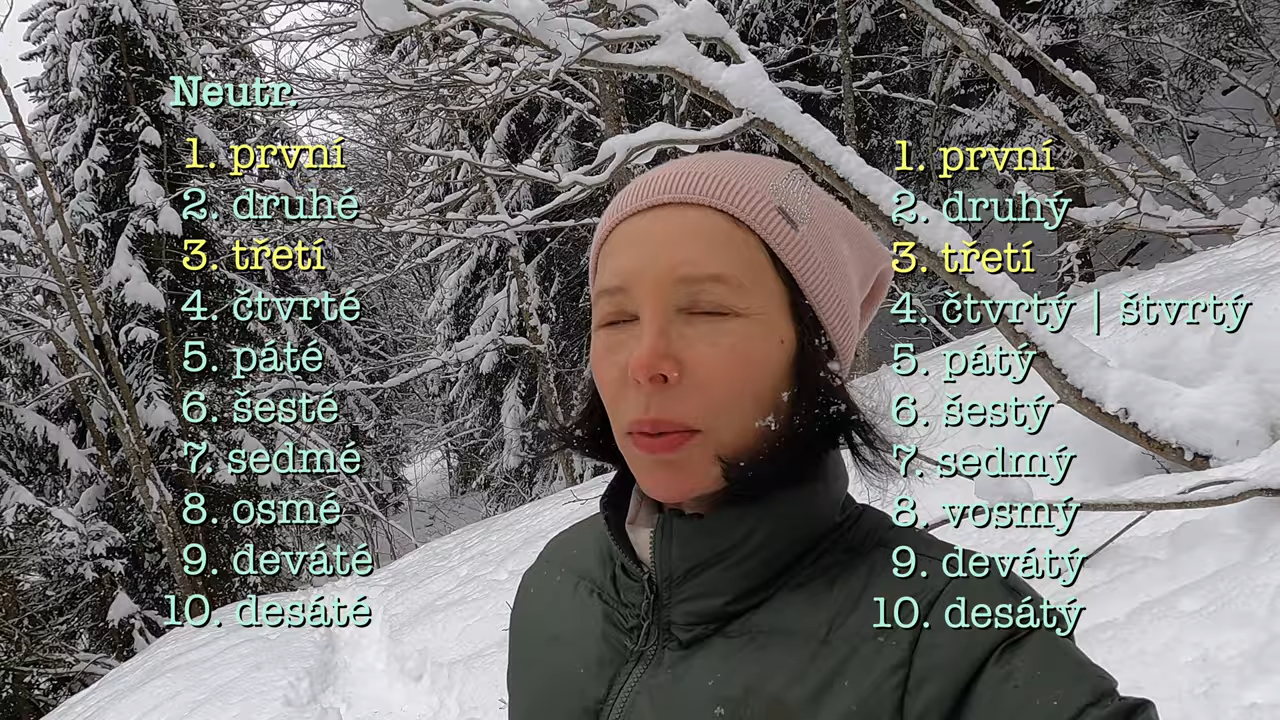 Neutr.
1. první
2. druhé
3. třetí
4. čtvrté
5. páté
6. šesté
7. sedmé
8. osmé
9. deváté
10. desáté
1. první
2. druhý
3. třetí
4. čtvrtý | štvrtý
5. pátý
6. šestý
7. sedmý
8. vosmý
9. devátý
10. desátý